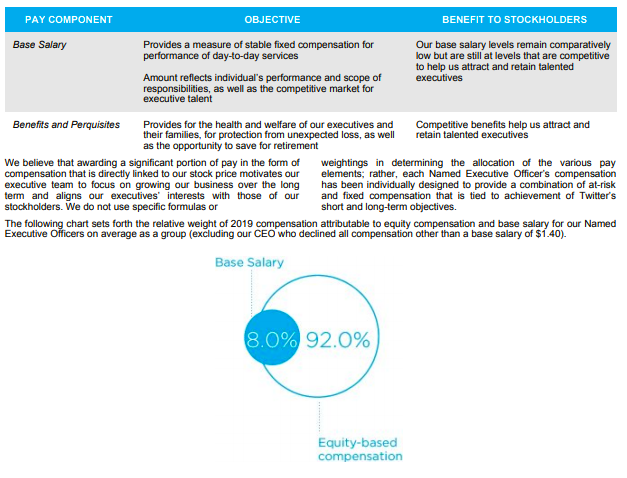 PAY COMPONENT OBJECTIVE BENEFIT TO STOCKHOLDERS
Base Salary
Provides a measure of stable fixed compensation for
performance of day-to-day services
Amount reflects individual's performance and scope of
responsibilities, as well as the competitive market for
executive talent
Our base salary levels remain comparatively
low but are still at levels that are competitive
to help us attract and retain talented
executives
Benefits and Perquisites
Provides for the health and welfare of our executives and
their families, for protection from unexpected loss, as well
as the opportunity to save for retirement
Competitive benefits help us attract and
retain talented executives
We believe that awarding a significant portion of pay in the form of
compensation that is directly linked to our stock price motivates our
executive team to focus on growing our business over the long
term and aligns our executives' interests with those of our
stockholders. We do not use specific formulas or
weightings in determining the allocation of the various pay
elements; rather, each Named Executive Officer's compensation
has been individually designed to provide a combination of at-risk
and fixed compensation that is tied to achievement of Twitter's
short and long-term objectives.
The following chart sets forth the relative weight of 2019 compensation attributable to equity compensation and base salary for our Named
Executive Officers on average as a group (excluding our CEO who declined all compensation other than a base salary of $1.40).
Base Salary
8.0% 92.0%
Equity-based
compensation